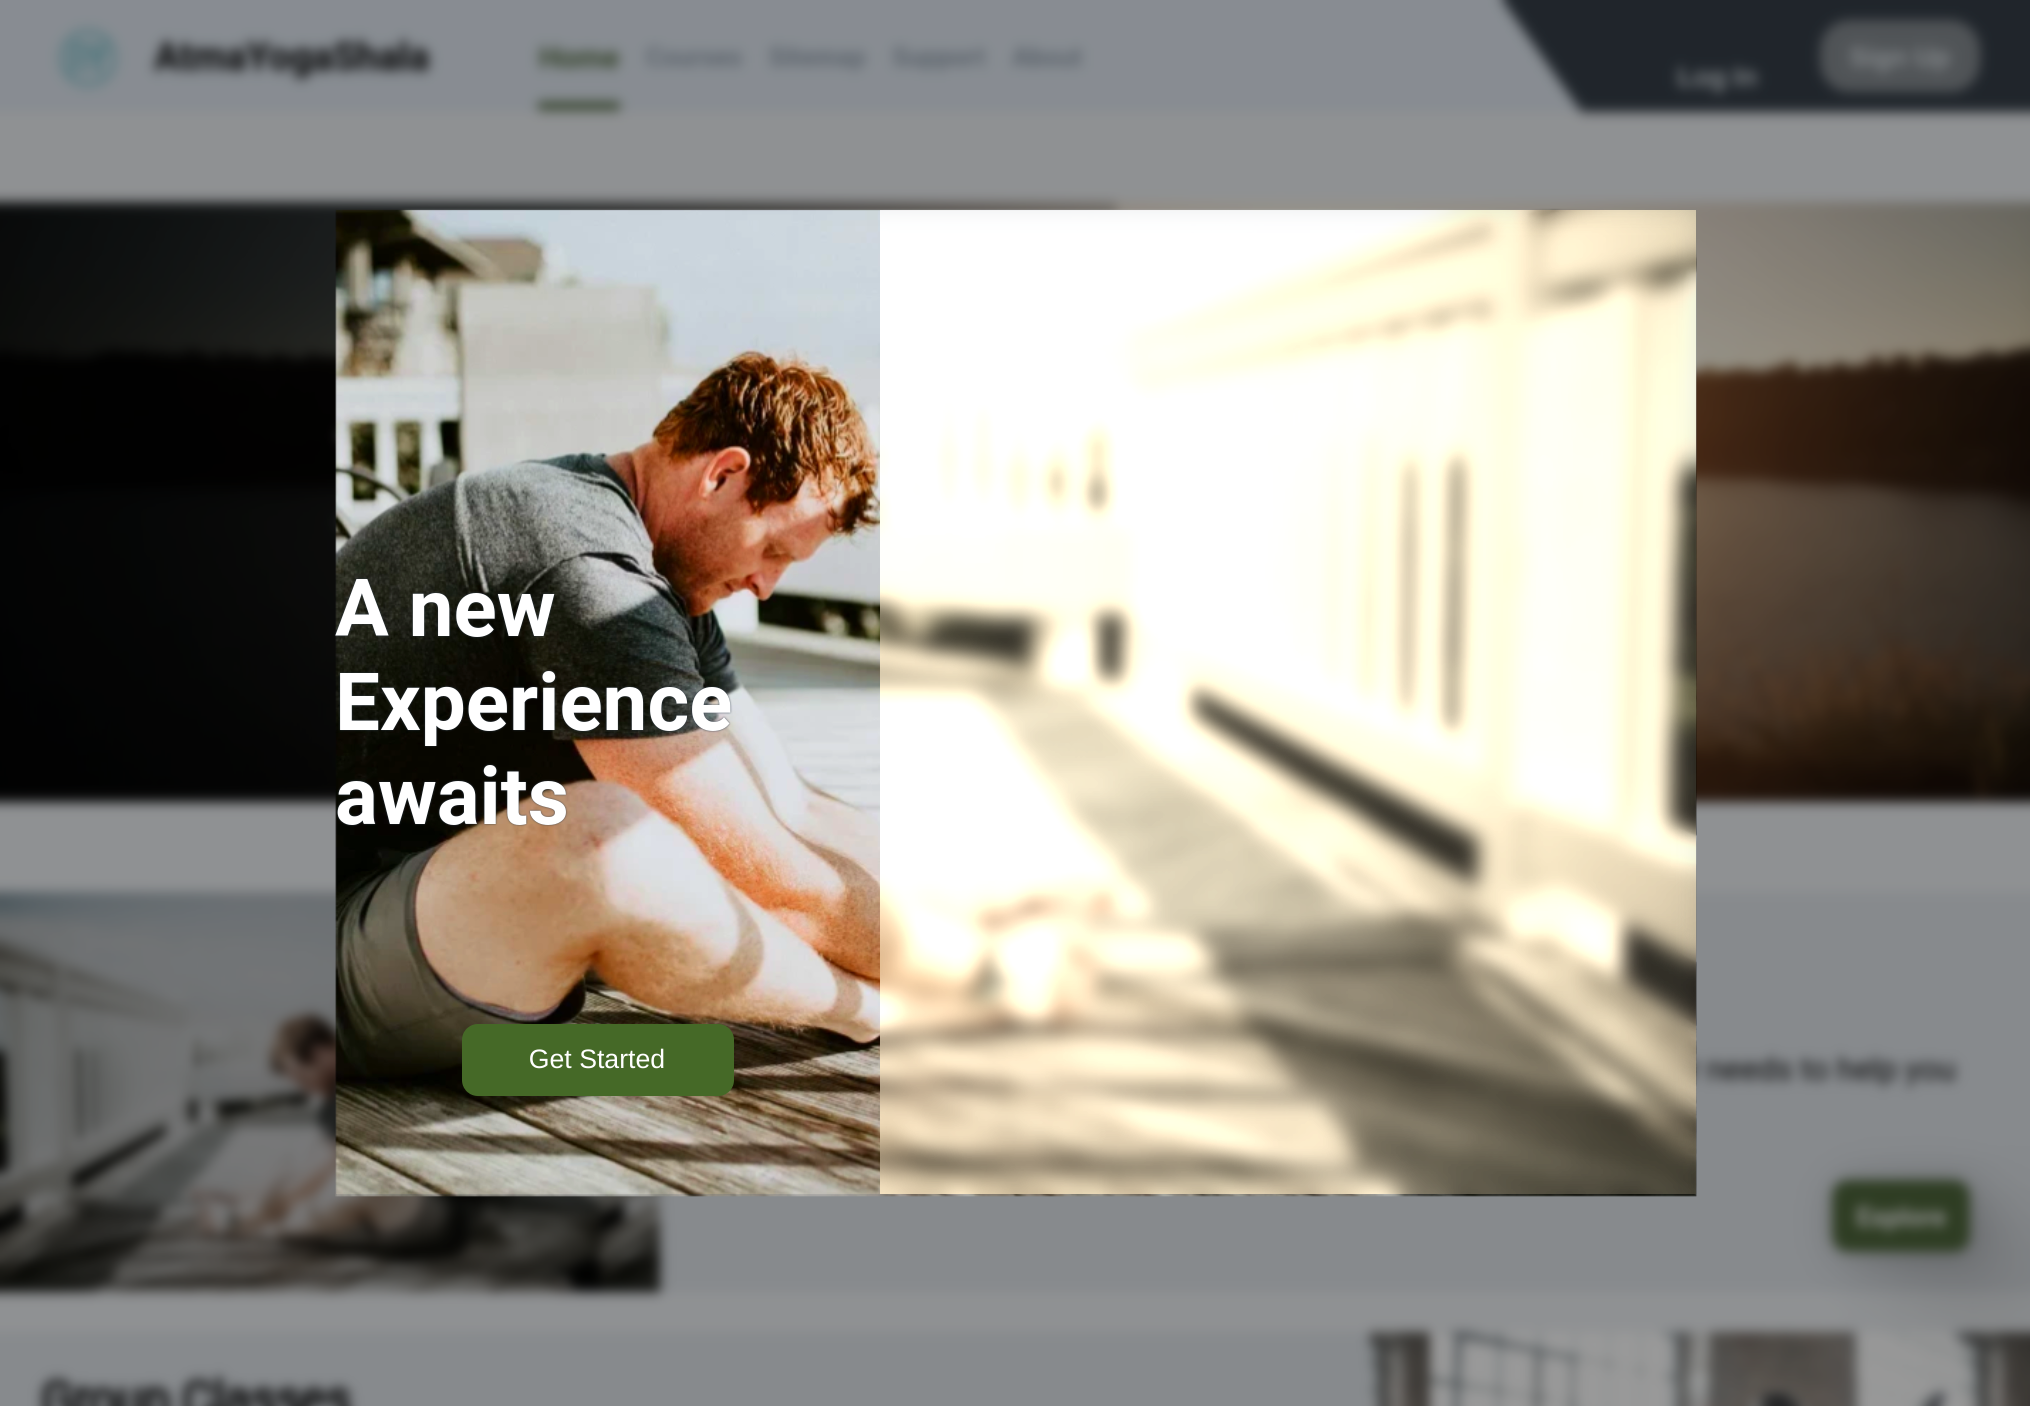 AtmaYogaShala
Home
Courses
Sitemap
Support
About
Log In
Sign Up
A new
Experience
awaits
Get Started
needs to help you
Explore
Group Classes